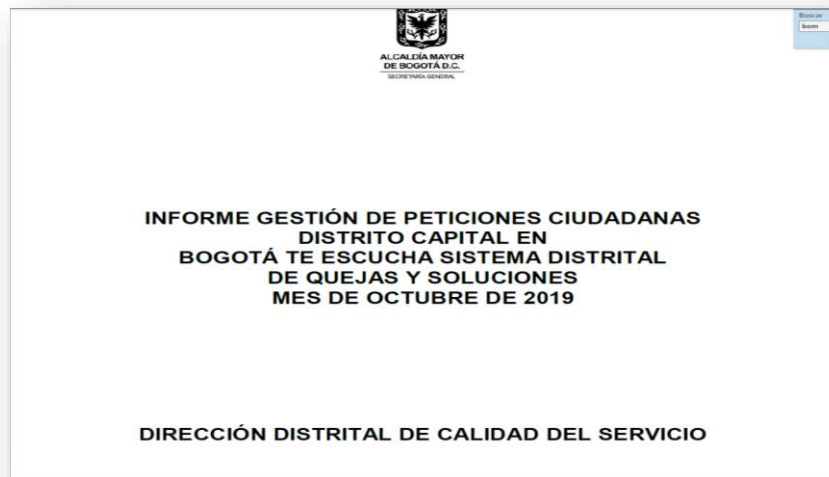 ALCALDÍA MAYOR
DE BOGOTÁ D.C.
SECRETARÍA GENERAL
Buscar
bom
INFORME GESTIÓN DE PETICIONES CIUDADANAS
DISTRITO CAPITAL EN
BOGOTÁ TE ESCUCHA SISTEMA DISTRITAL
DE QUEJAS Y SOLUCIONES
MES DE OCTUBRE DE 2019
DIRECCIÓN DISTRITAL DE CALIDAD DEL SERVICIO